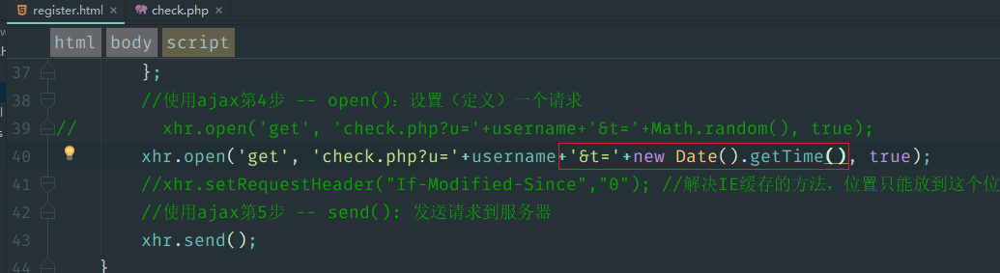 register.html × check.php ×
html body script
37 };
38 //使用ajax第4步 -- open()：设置（定义）一个请求
39 // xhr.open('get', 'check.php?u='+username+'&t='+Math.random(), true);
40 xhr.open('get', 'check.php?u='+username+'&t='+new Date().getTime(), true);
41 //xhr.setRequestHeader("If-Modified-Since","0"); //解决IE缓存的方法，位置只能放到这个位
42 //使用ajax第5步 -- send()：发送请求到服务器
43 xhr.send();
44 }